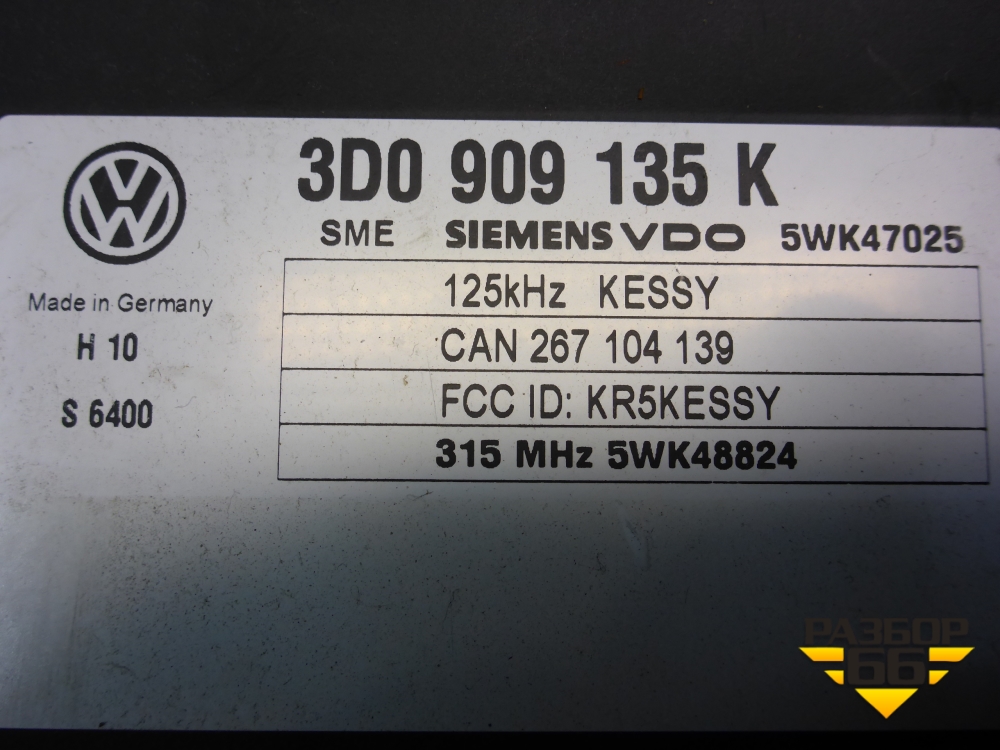 3D0 909 135 K
SME SIEMENS VDO 5WK47025
Made in Germany
H 10
S 6400
125kHz KESSY
CAN 267 104 139
FCC ID: KR5KESSY
315 MHz 5WK48824
РАЗБОР
66